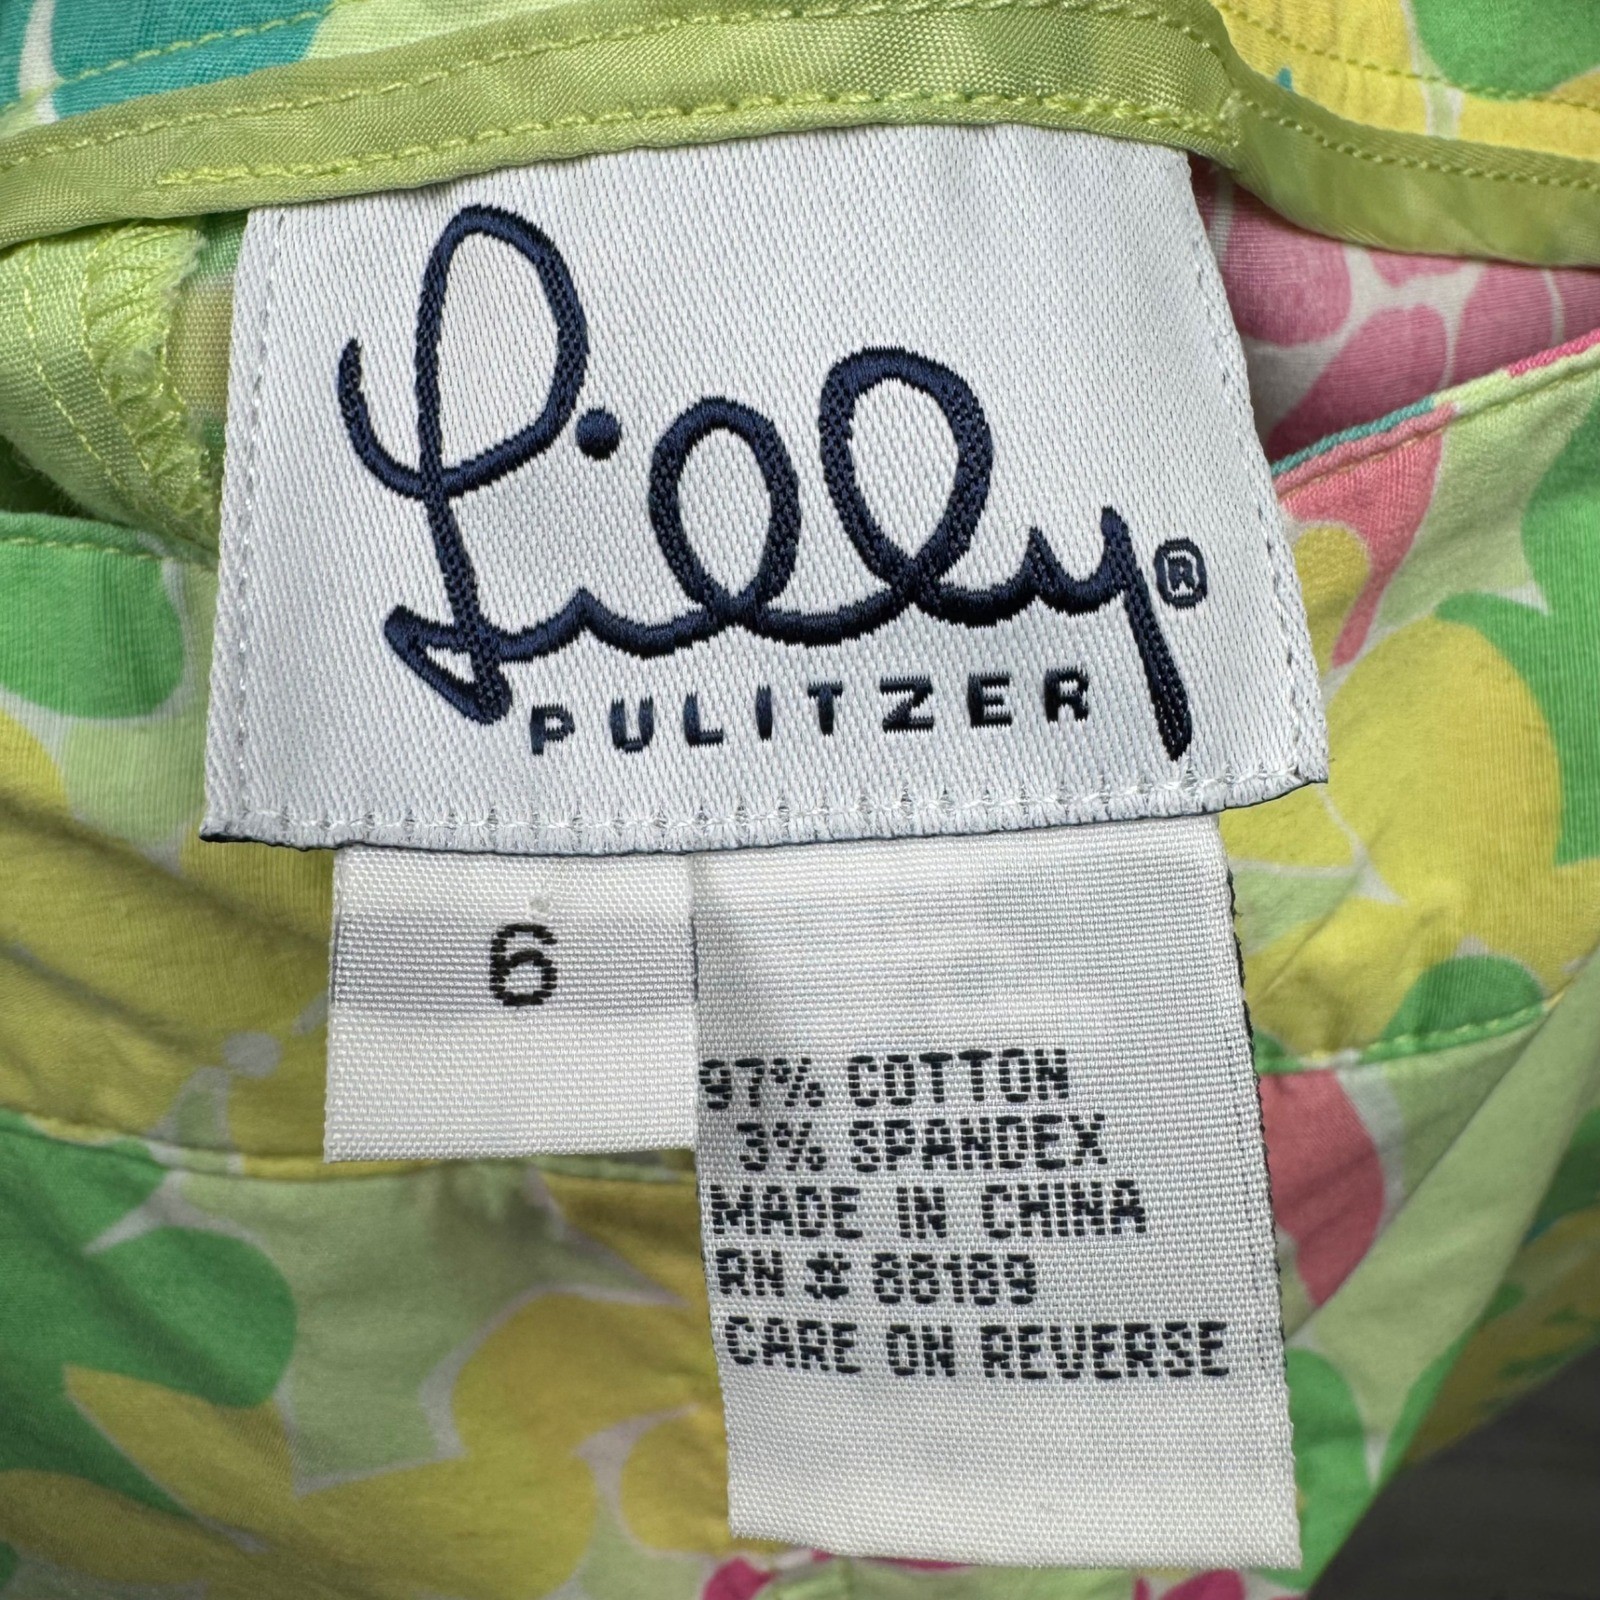 Lilly®
PULITZER
6
97% COTTON
3% SPANDEX
MADE IN CHINA
RN # 88189
CARE ON REVERSE